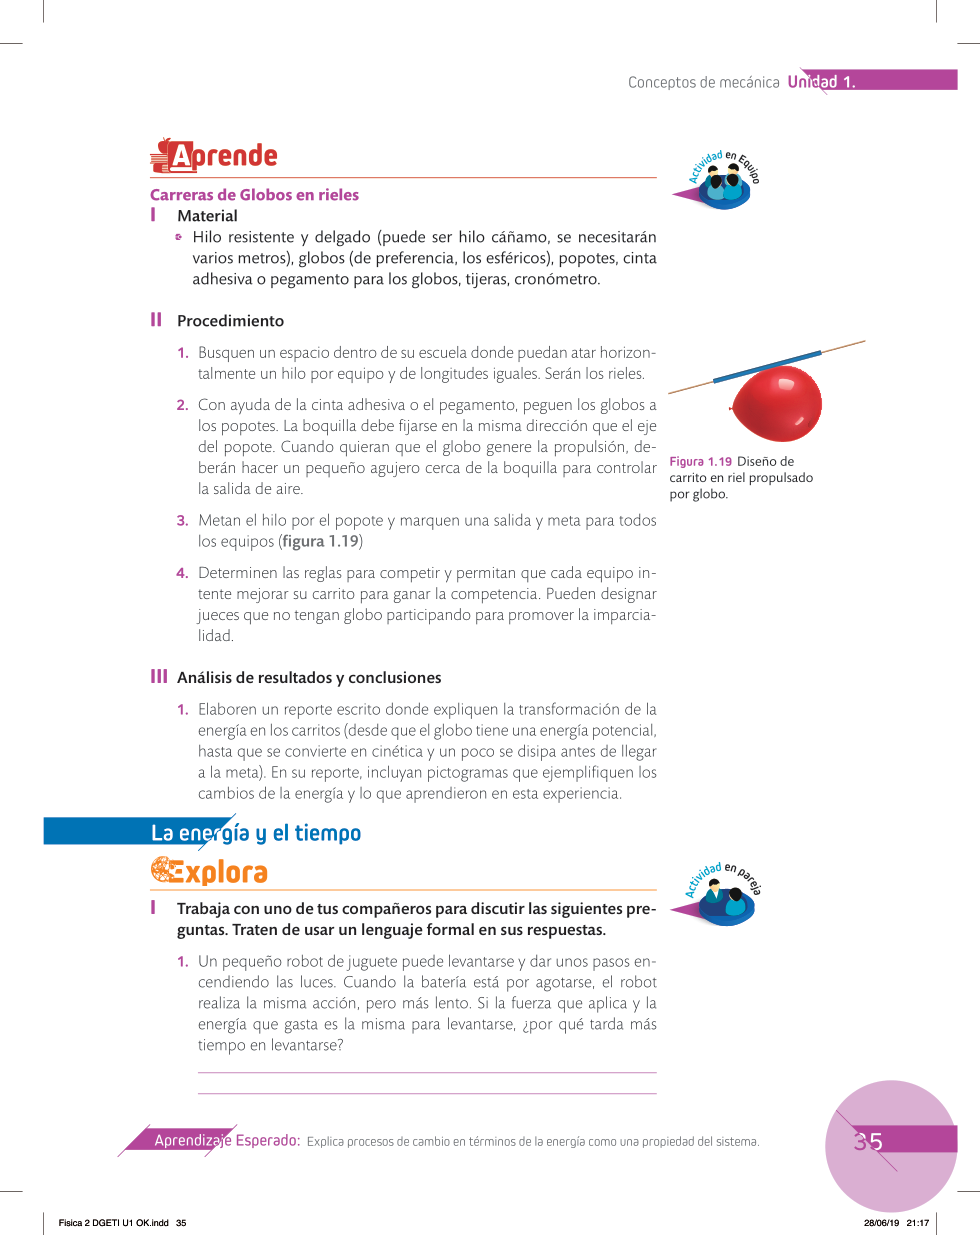 Conceptos de mecánica Unidad 1.
Aprende
Actividad en Equipo
Carreras de Globos en rieles
I Material
Hilo resistente y delgado (puede ser hilo cáñamo, se necesitarán
varios metros), globos (de preferencia, los esféricos), popotes, cinta
adhesiva o pegamento para los globos, tijeras, cronómetro.
II Procedimiento
1. Busquen un espacio dentro de su escuela donde puedan atar horizon-
talmente un hilo por equipo y de longitudes iguales. Serán los rieles.
2. Con ayuda de la cinta adhesiva o el pegamento, peguen los globos a
los popotes. La boquilla debe fijarse en la misma dirección que el eje
del popote. Cuando quieran que el globo genere la propulsión, de-
berán hacer un pequeño agujero cerca de la boquilla para controlar
la salida de aire.
Figura 1.19 Diseño de
carrito en riel propulsado
por globo.
3. Metan el hilo por el popote y marquen una salida y meta para todos
los equipos (figura 1.19)
4. Determinen las reglas para competir y permitan que cada equipo in-
tente mejorar su carrito para ganar la competencia. Pueden designar
jueces que no tengan globo participando para promover la imparcia-
lidad.
III Análisis de resultados y conclusiones
1. Elaboren un reporte escrito donde expliquen la transformación de la
energía en los carritos (desde que el globo tiene una energía potencial,
hasta que se convierte en cinética y un poco se disipa antes de llegar
a la meta). En su reporte, incluyan pictogramas que ejemplifiquen los
cambios de la energía y lo que aprendieron en esta experiencia.
La energía y el tiempo
Explora
Actividad en pareja
I Trabaja con uno de tus compañeros para discutir las siguientes pre-
guntas. Traten de usar un lenguaje formal en sus respuestas.
1. Un pequeño robot de juguete puede levantarse y dar unos pasos en-
cendiendo las luces. Cuando la batería está por agotarse, el robot
realiza la misma acción, pero más lento. Si la fuerza que aplica y la
energía que gasta es la misma para levantarse, ¿por qué tarda más
tiempo en levantarse?
Aprendizaje Esperado: Explica procesos de cambio en términos de la energía como una propiedad del sistema.
35
Fisica 2 DGETI U1 OK.indd 35
28/06/19 21:17